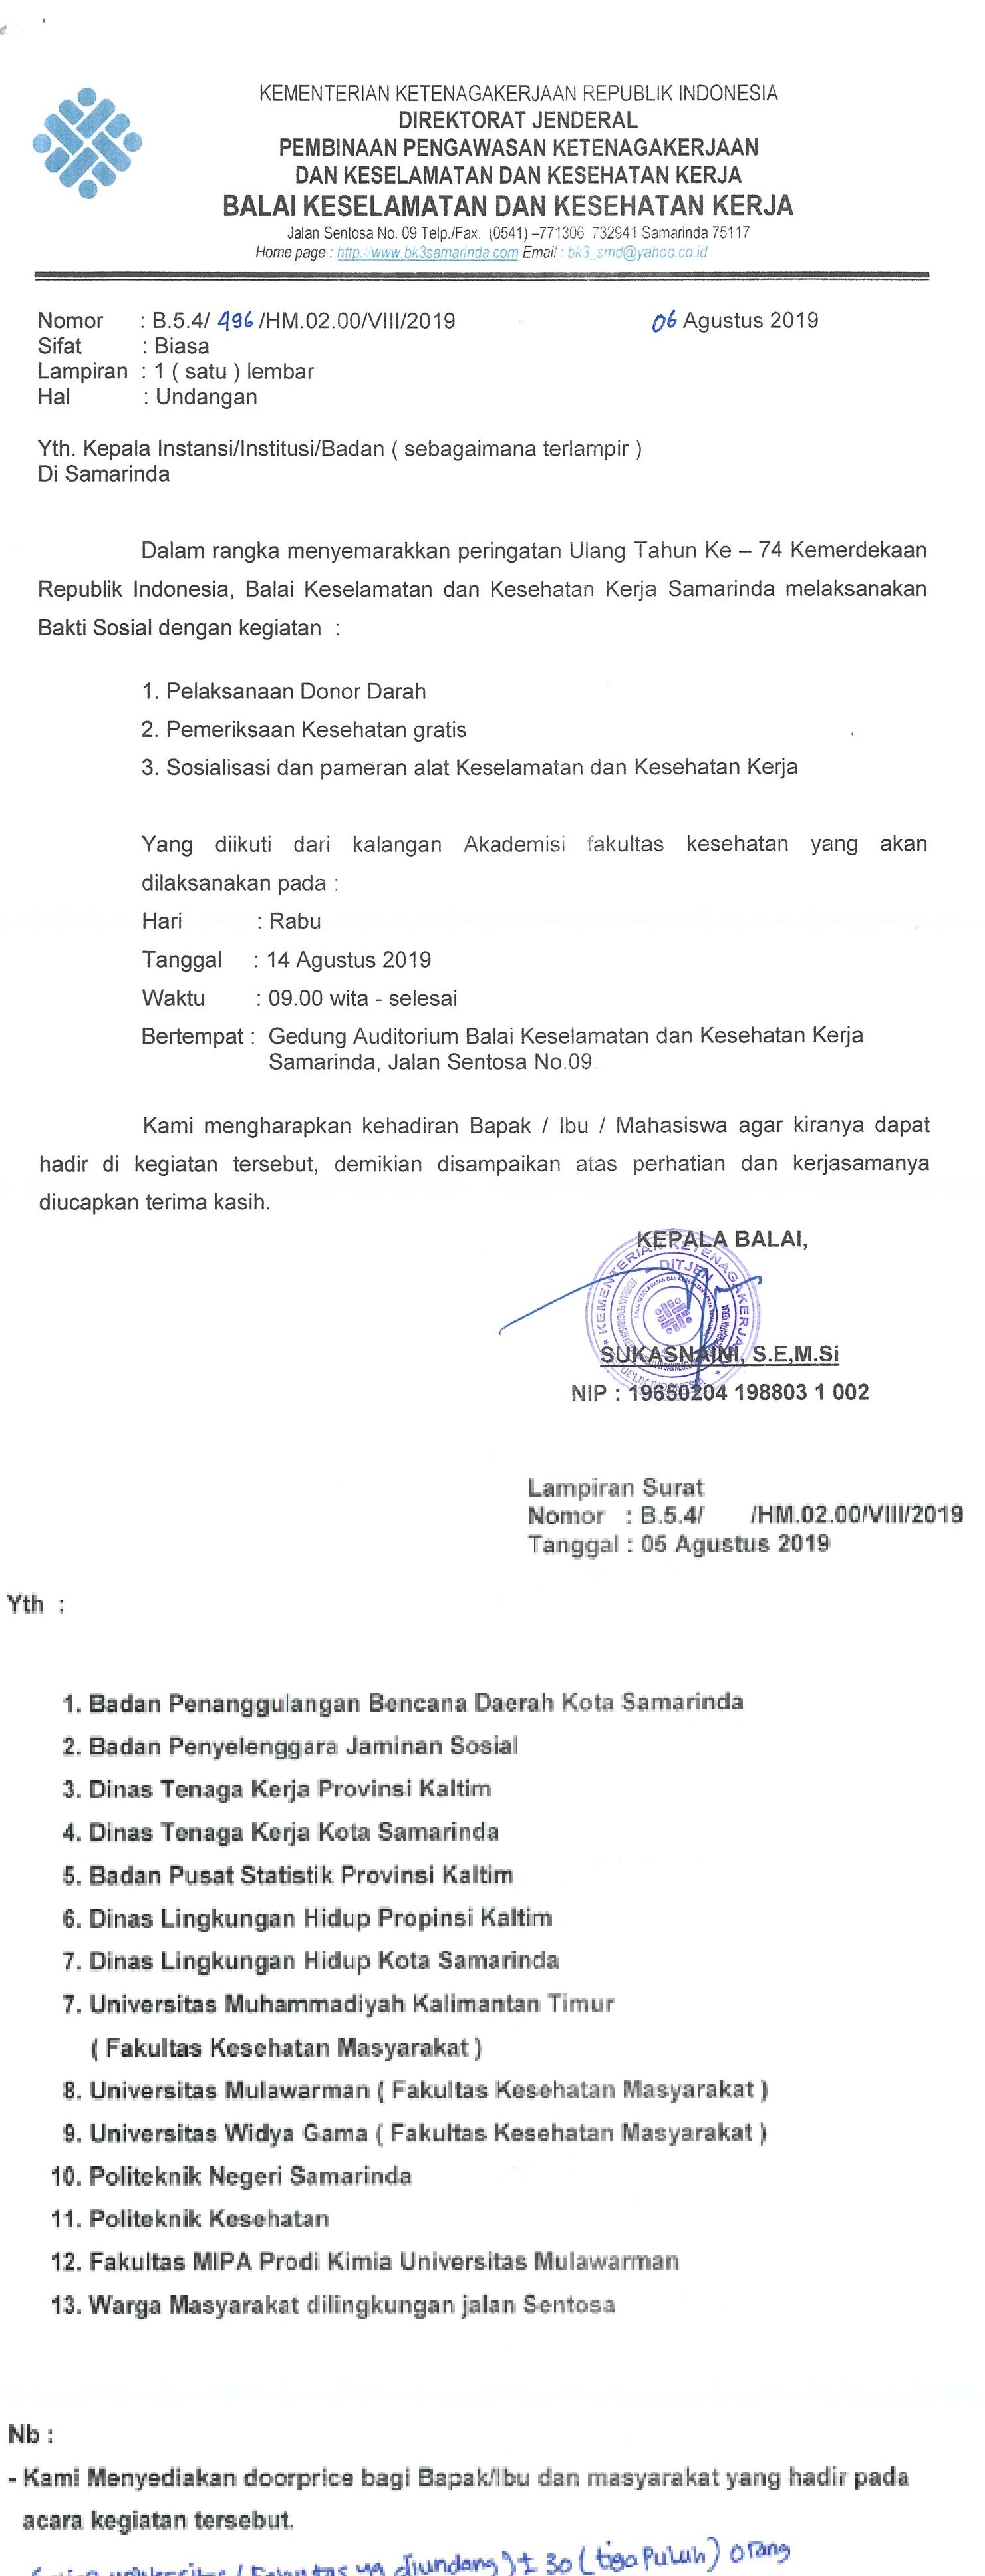 KEMENTERIAN KETENAGAKERJAAN REPUBLIK INDONESIA
DIREKTORAT JENDERAL
PEMBINAAN PENGAWASAN KETENAGAKERJAAN
DAN KESELAMATAN DAN KESEHATAN KERJA
BALAI KESELAMATAN DAN KESEHATAN KERJA
Jalan Sentosa No. 09 Telp./Fax. (0541) –771306 732941 Samarinda 75117
Home page : http://www.bk3samarinda.com Email : bk3_smd@yahoo.co.id
Nomor : B.5.4/ 496 /HM.02.00/VIII/2019 06 Agustus 2019
Sifat : Biasa
Lampiran : 1 ( satu ) lembar
Hal : Undangan
Yth. Kepala Instansi/Institusi/Badan ( sebagaimana terlampir )
Di Samarinda
Dalam rangka menyemarakkan peringatan Ulang Tahun Ke – 74 Kemerdekaan
Republik Indonesia, Balai Keselamatan dan Kesehatan Kerja Samarinda melaksanakan
Bakti Sosial dengan kegiatan :
1. Pelaksanaan Donor Darah
2. Pemeriksaan Kesehatan gratis
3. Sosialisasi dan pameran alat Keselamatan dan Kesehatan Kerja
Yang diikuti dari kalangan Akademisi fakultas kesehatan yang akan
dilaksanakan pada :
Hari : Rabu
Tanggal : 14 Agustus 2019
Waktu : 09.00 wita - selesai
Bertempat : Gedung Auditorium Balai Keselamatan dan Kesehatan Kerja
Samarinda, Jalan Sentosa No.09
Kami mengharapkan kehadiran Bapak / Ibu / Mahasiswa agar kiranya dapat
hadir di kegiatan tersebut, demikian disampaikan atas perhatian dan kerjasamanya
diucapkan terima kasih.
KEPALA BALAI,
KEMENTERIAN KETENAGAKERJAAN
DITJEN
SUKASNAINI, S.E,M.Si
NIP : 19650204 198803 1 002
Lampiran Surat
Nomor : B.5.4/ /HM.02.00/VIII/2019
Tanggal : 05 Agustus 2019
Yth :
1. Badan Penanggulangan Bencana Daerah Kota Samarinda
2. Badan Penyelenggara Jaminan Sosial
3. Dinas Tenaga Kerja Provinsi Kaltim
4. Dinas Tenaga Kerja Kota Samarinda
5. Badan Pusat Statistik Provinsi Kaltim
6. Dinas Lingkungan Hidup Propinsi Kaltim
7. Dinas Lingkungan Hidup Kota Samarinda
7. Universitas Muhammadiyah Kalimantan Timur
( Fakultas Kesehatan Masyarakat )
8. Universitas Mulawarman ( Fakultas Kesehatan Masyarakat )
9. Universitas Widya Gama ( Fakultas Kesehatan Masyarakat )
10. Politeknik Negeri Samarinda
11. Politeknik Kesehatan
12. Fakultas MIPA Prodi Kimia Universitas Mulawarman
13. Warga Masyarakat dilingkungan jalan Sentosa
Nb :
- Kami Menyediakan doorprice bagi Bapak/Ibu dan masyarakat yang hadir pada
acara kegiatan tersebut.
universitas / Fakultas yg diundang ) ± 30 ( tiga Puluh ) orang